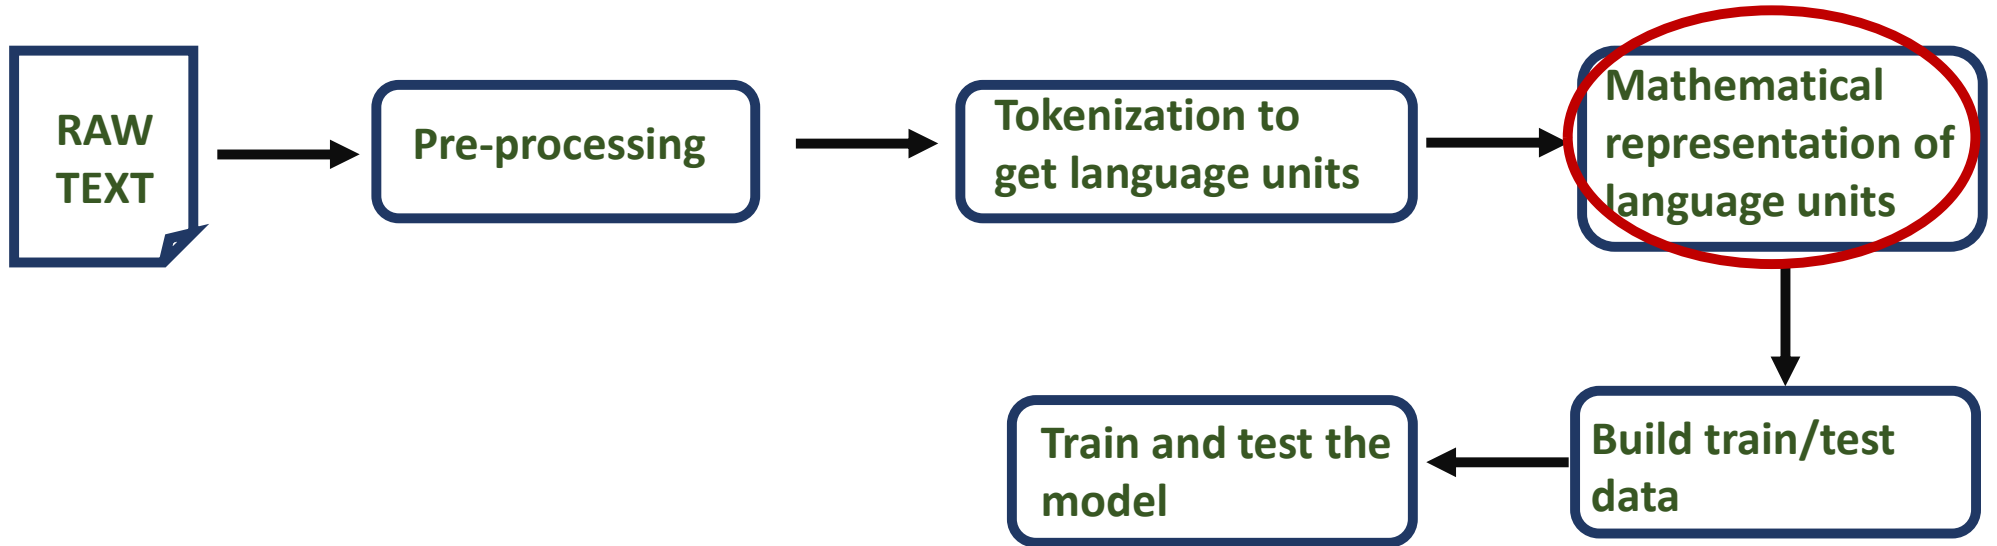 RAW
TEXT
Pre-processing
Tokenization to
get language units
Mathematical
representation of
language units
Build train/test
data
Train and test the
model